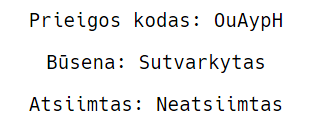 Prieigos kodas: OuAypH
Būsena: Sutvarkytas
Atsiimtas: Neatsiimtas